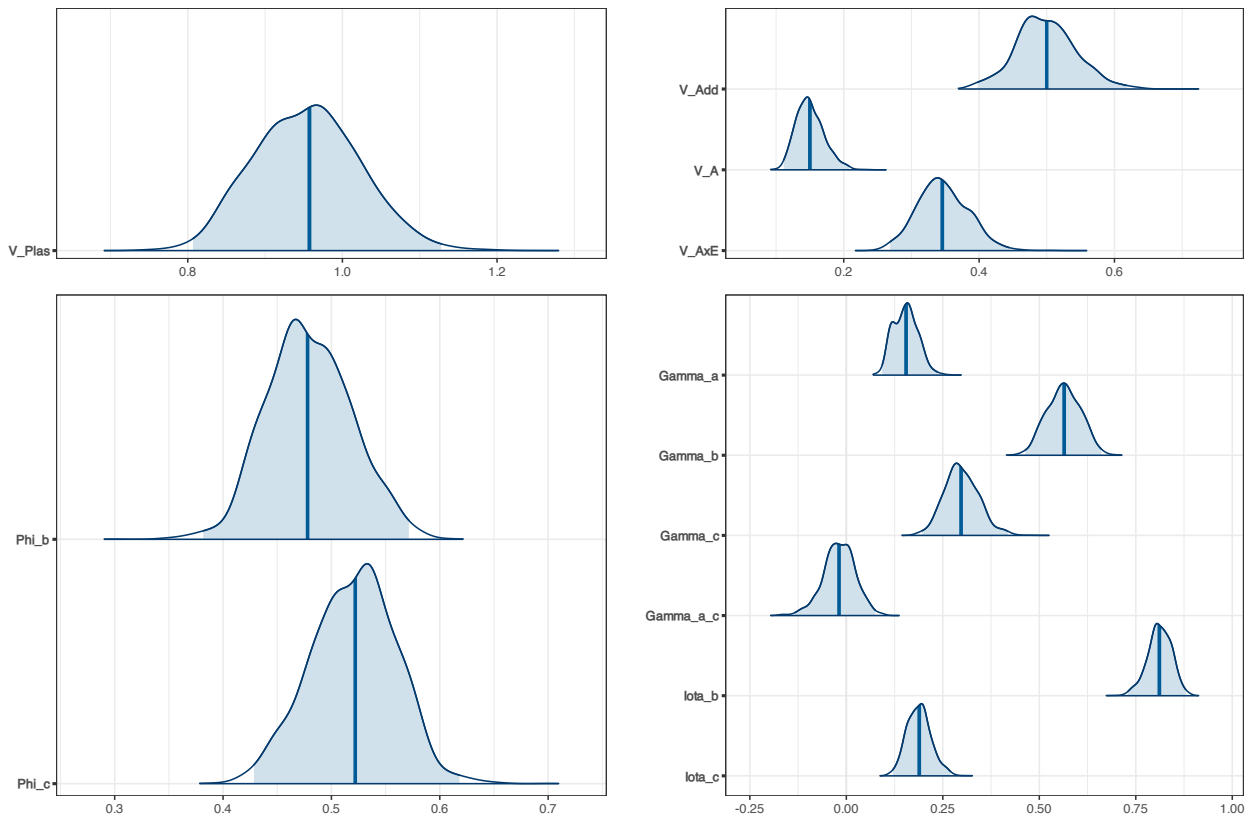 V_Plas
0.8 1.0 1.2
V_Add
V_A
V_AxE
0.2 0.4 0.6
Phi_b
Phi_c
0.3 0.4 0.5 0.6 0.7
Gamma_a
Gamma_b
Gamma_c
Gamma_a_c
Iota_b
Iota_c
-0.25 0.00 0.25 0.50 0.75 1.00